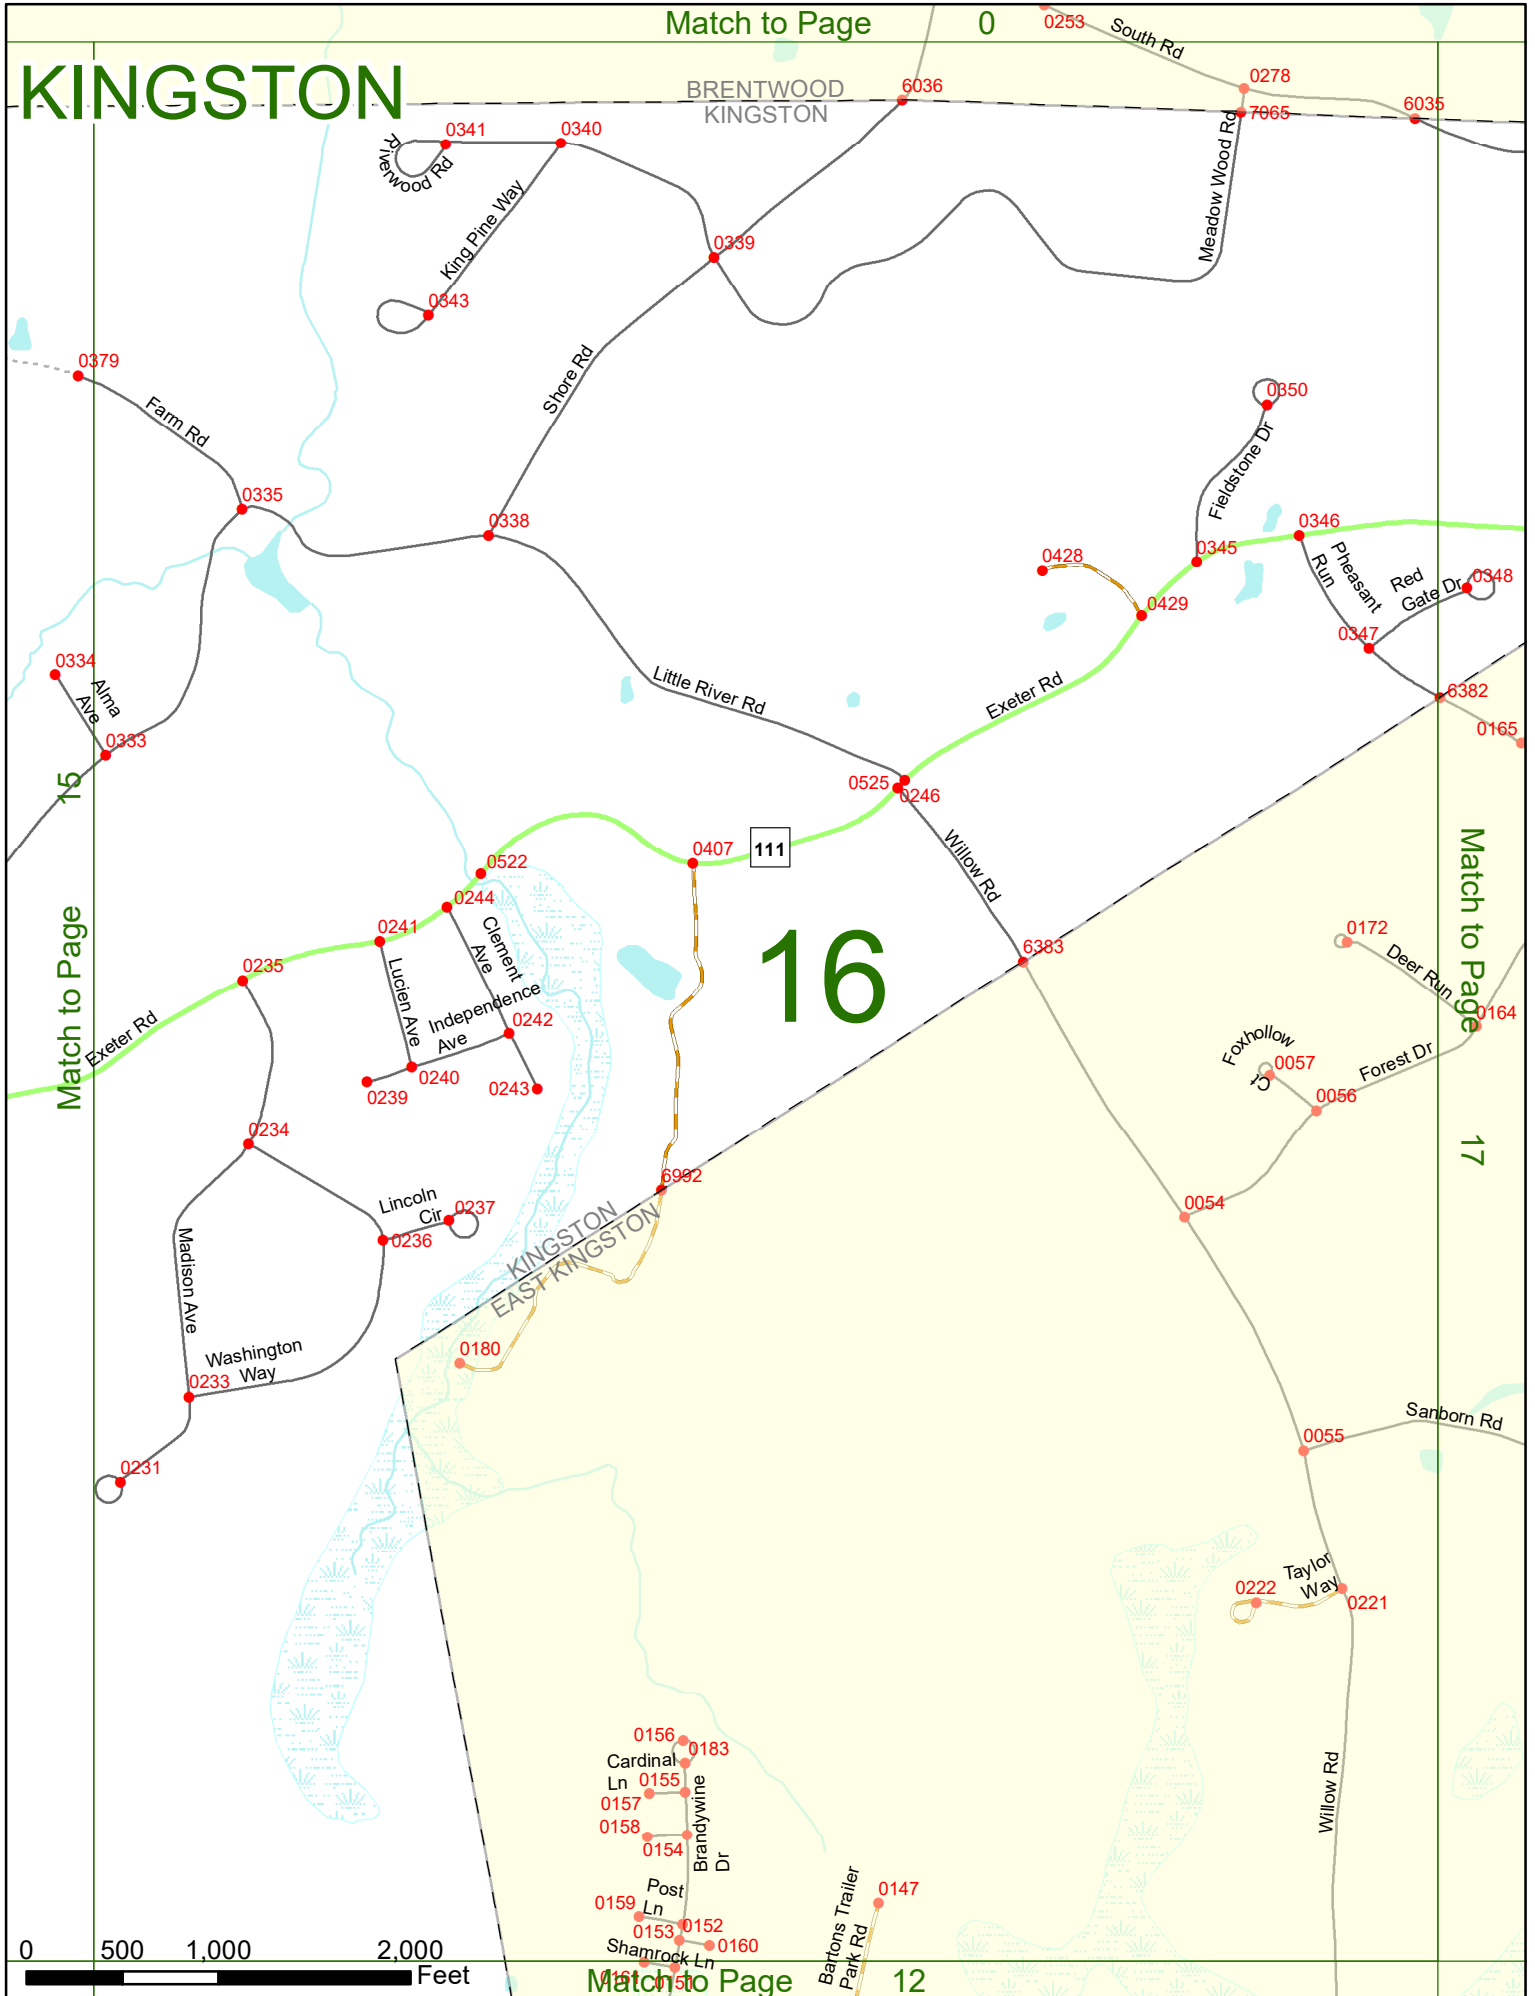 Match to Page 0
0253
South Rd
KINGSTON
BRENTWOOD
KINGSTON
6036
0278
7065
6035
0341
0340
Riverwood Rd
King Pine Way
Meadow Wood Rd
0339
0343
0379
Shore Rd
Farm Rd
0350
Fieldstone Dr
0335
0338
0346
0345
Pheasant
Run
Red
Gate Dr
0348
0428
0429
0347
0334
Alma
Ave
Little River Rd
Exeter Rd
6382
0165
0333
0525
0246
Match to Page 15
Willow Rd
0407
111
0522
0244
0241
Clement
Ave
16
6383
0172
Deer Run
Match to Page 17
0235
Lucien Ave
Independence
Ave
0242
0164
Exeter Rd
Foxhollow
Ct
0057
Forest Dr
0240
0239
0243
0056
0234
6992
Lincoln
Cir
0237
0236
0054
KINGSTON
EAST KINGSTON
Madison Ave
0180
Washington
Way
0233
Sanborn Rd
0055
0231
Taylor
Way
0222
0221
0156
0183
Cardinal
Ln
0155
0157
Brandywine
Dr
0158
0154
Willow Rd
Post
Ln
0159
0147
0152
0153
0160
Bartons Trailer
Park Rd
Shamrock Ln
0161
0151
0 500 1,000 2,000
Feet
Match to Page 12